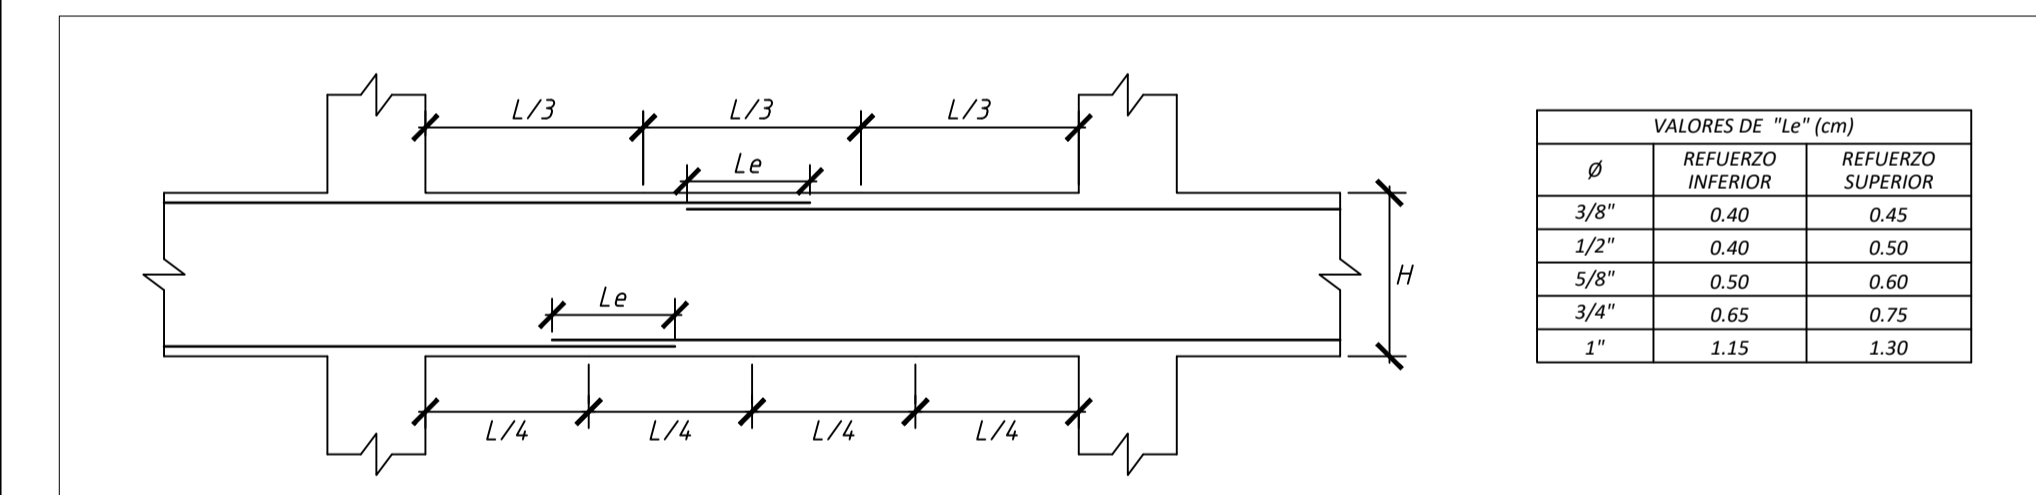 L/3 L/3 L/3
Le
H
Le
L/4 L/4 L/4 L/4
VALORES DE "Le" (cm)
Ø REFUERZO INFERIOR REFUERZO SUPERIOR
3/8" 0.40 0.45
1/2" 0.40 0.50
5/8" 0.50 0.60
3/4" 0.65 0.75
1" 1.15 1.30